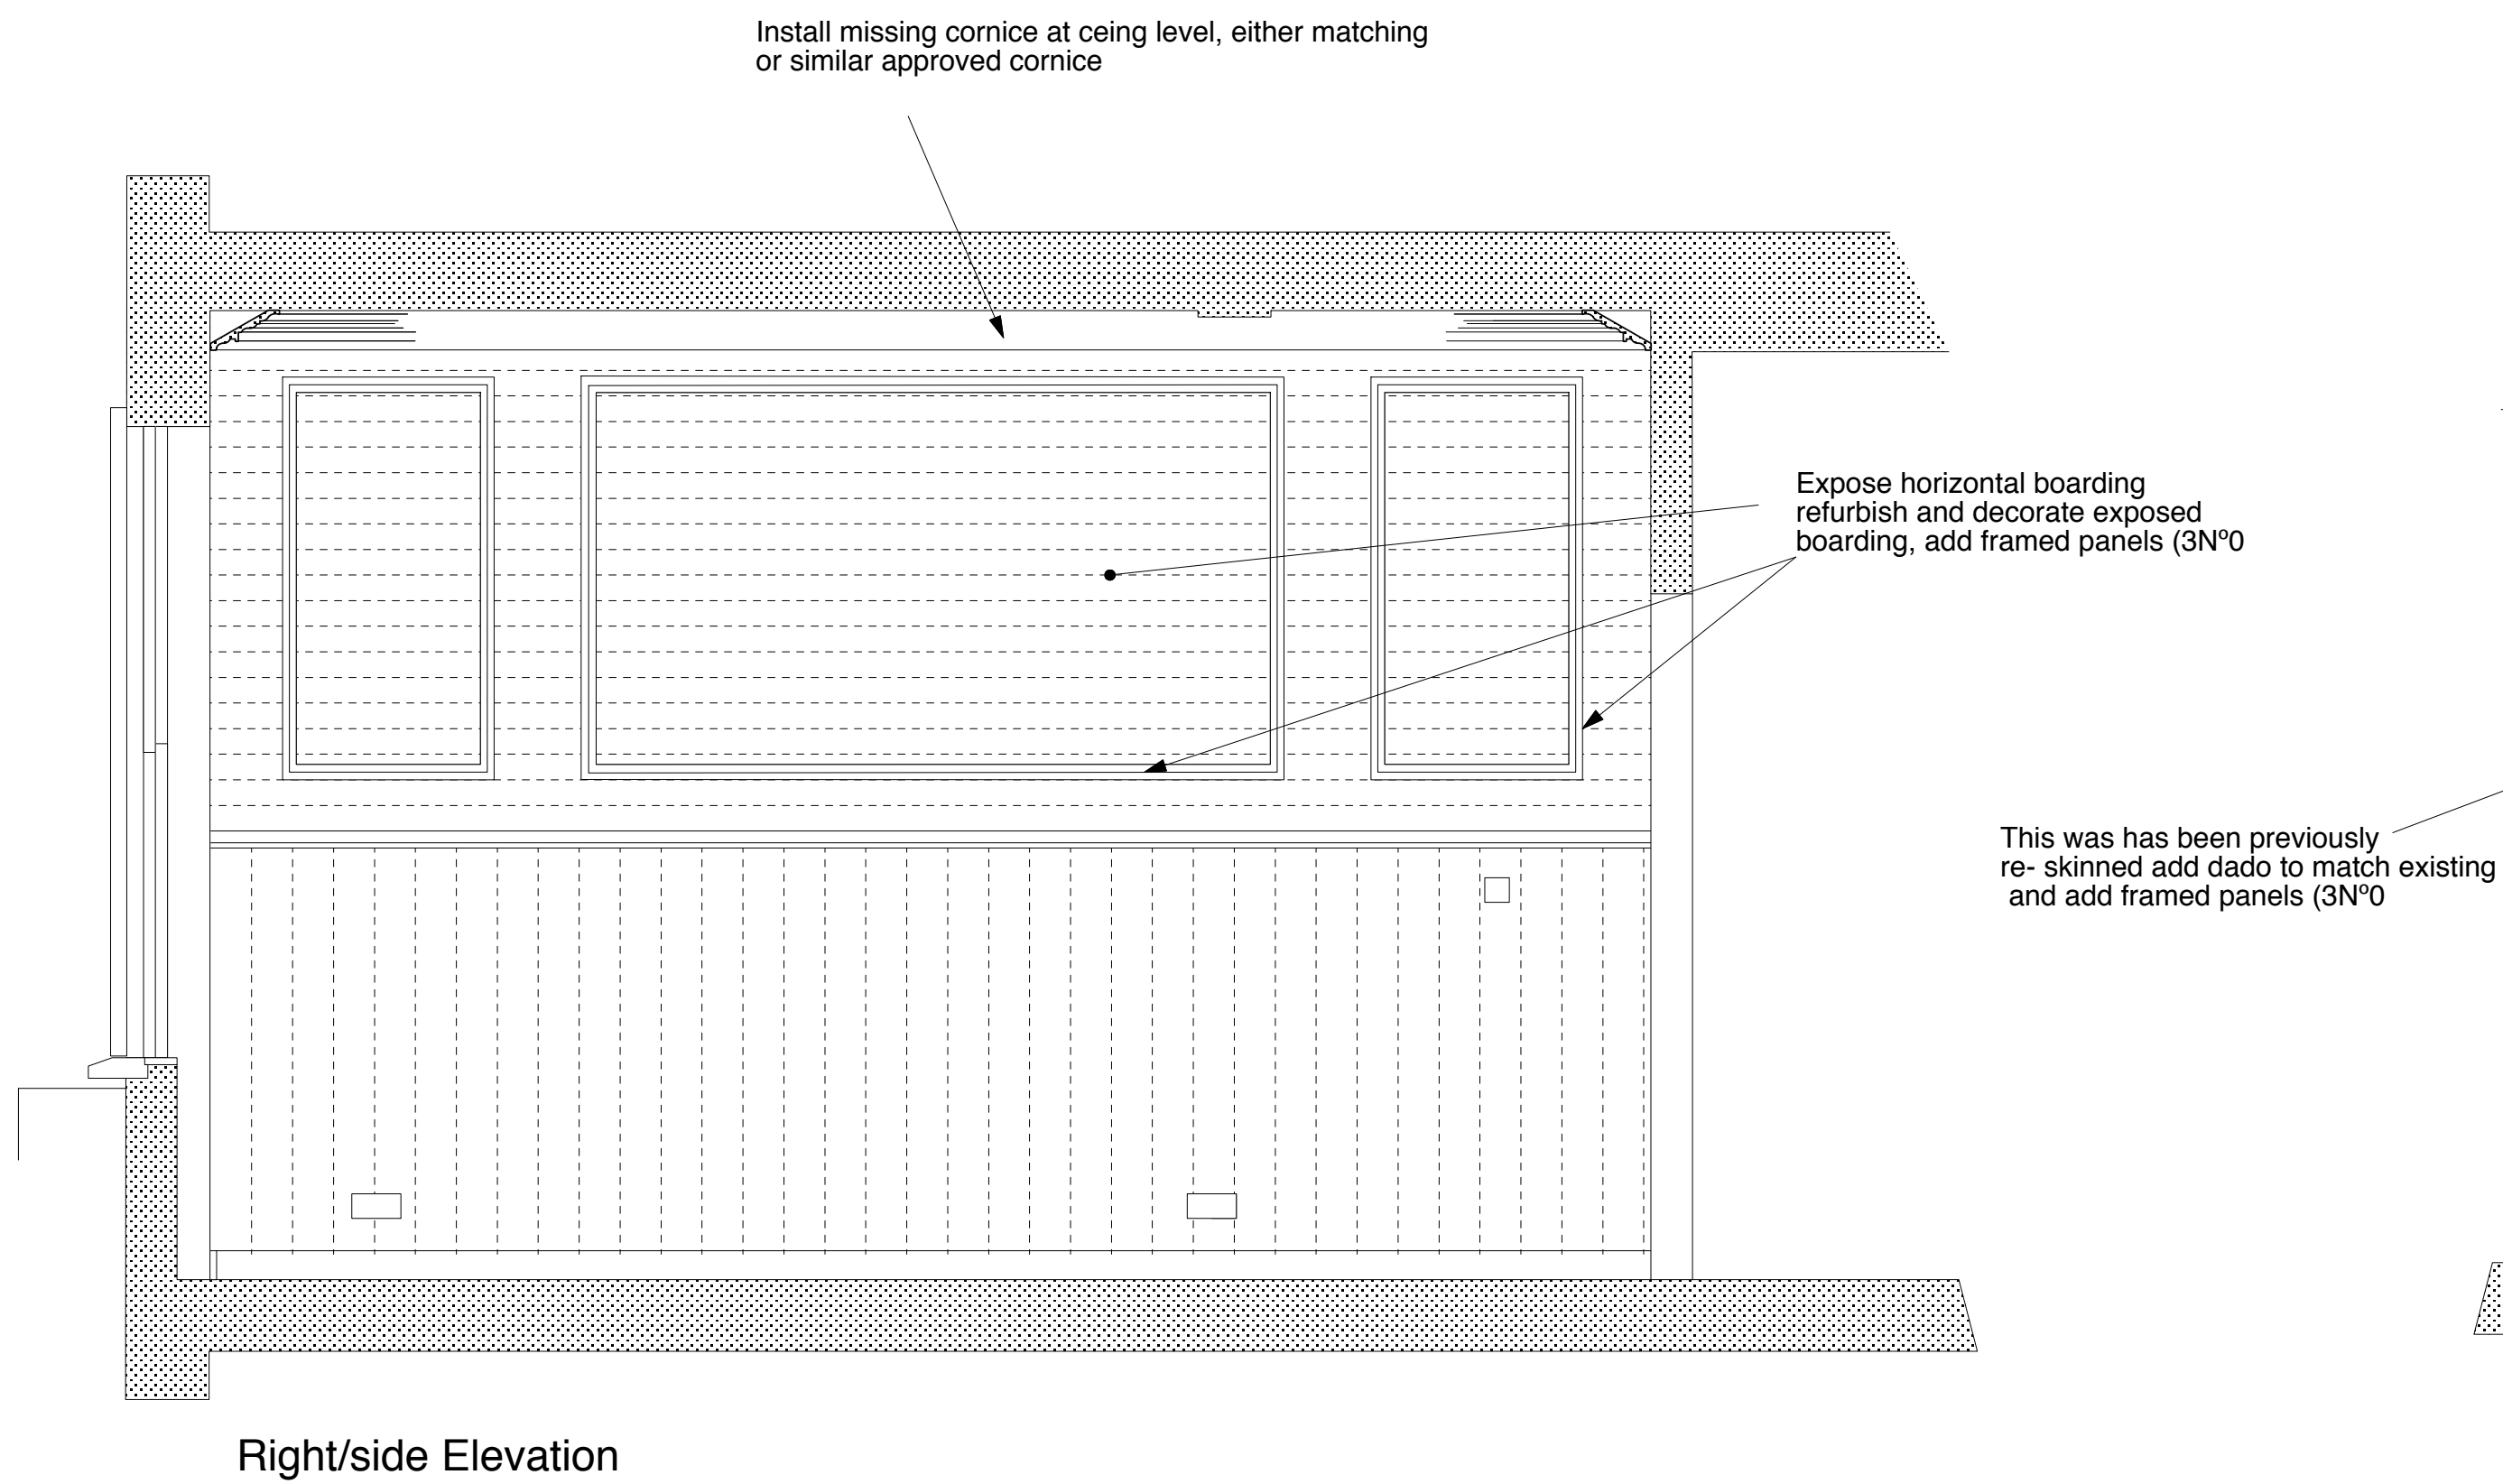 Install missing cornice at ceing level, either matching
or similar approved cornice
Expose horizontal boarding
refurbish and decorate exposed
boarding, add framed panels (3Nº0
This was has been previously
re- skinned add dado to match existing
and add framed panels (3Nº0
Right/side Elevation